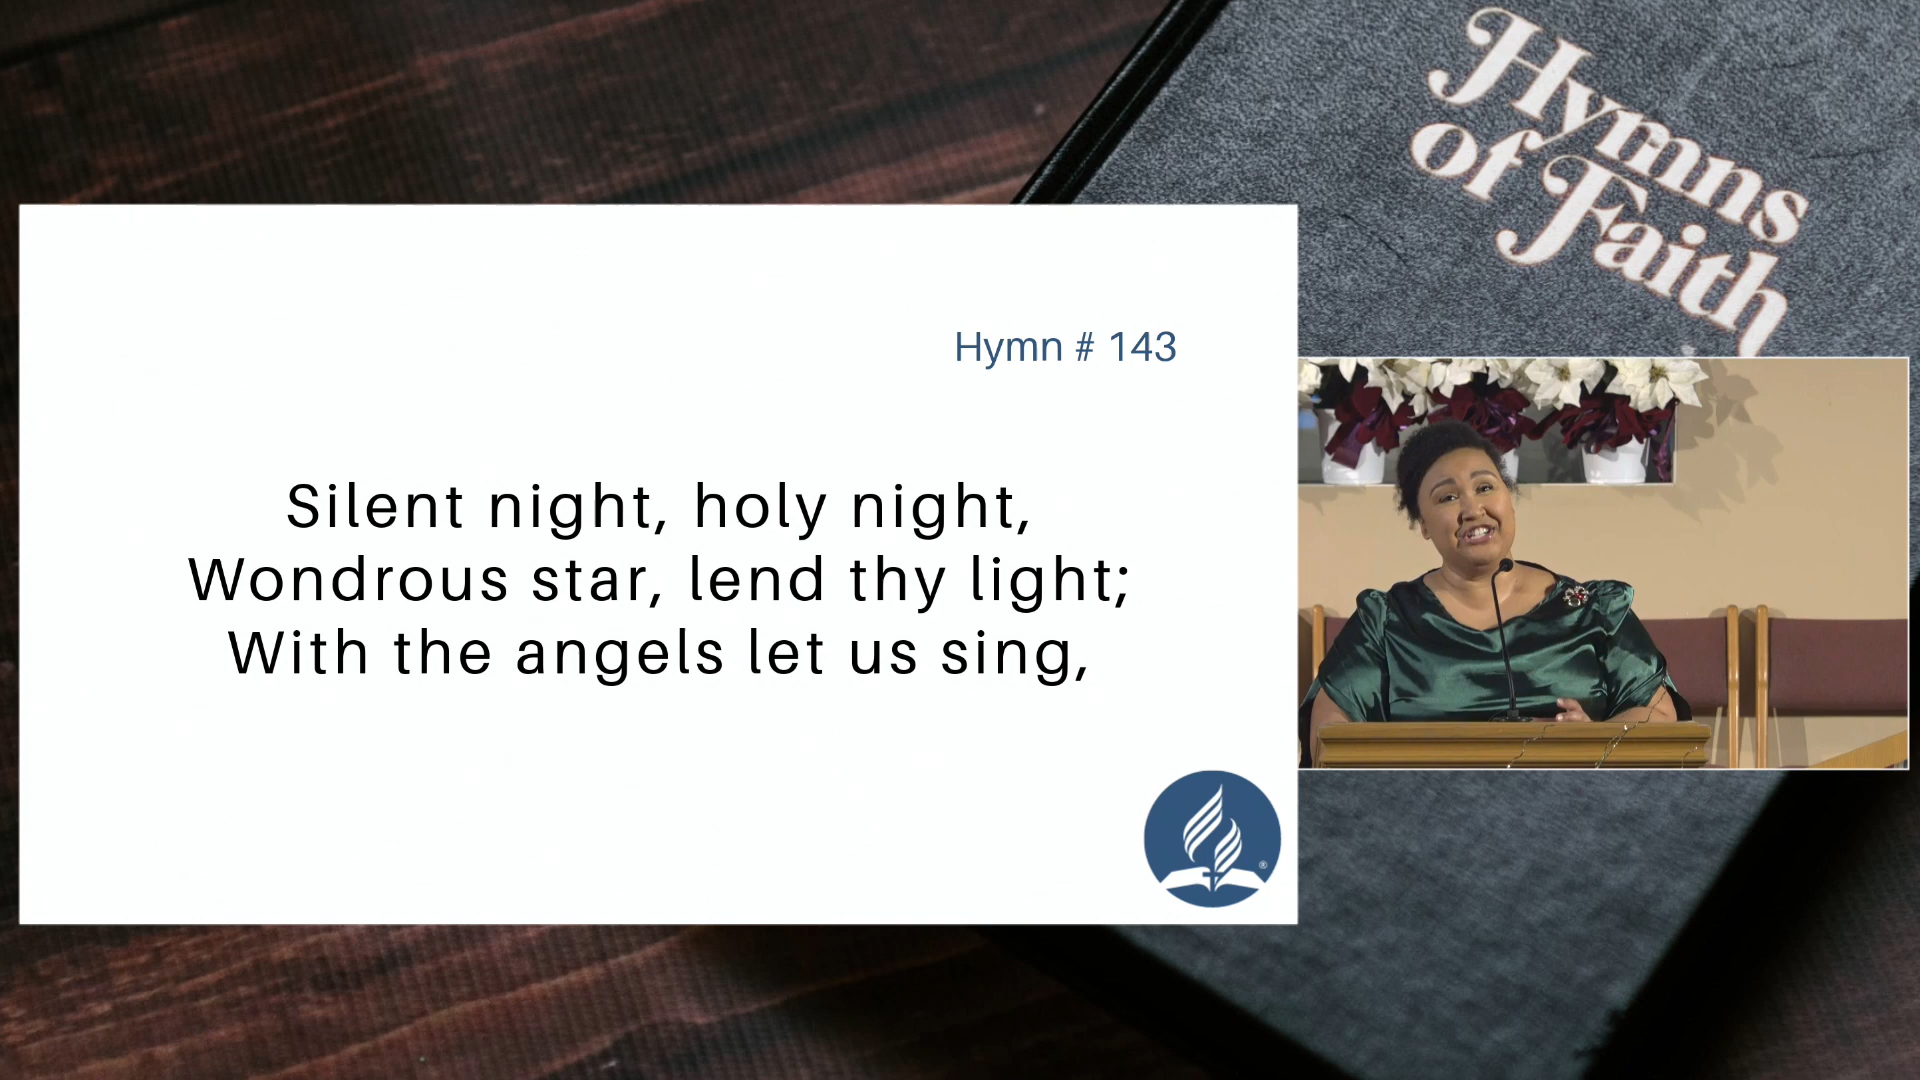 Hymns
of Faith
Hymn # 143
Silent night, holy night,
Wondrous star, lend thy light;
With the angels let us sing,
®